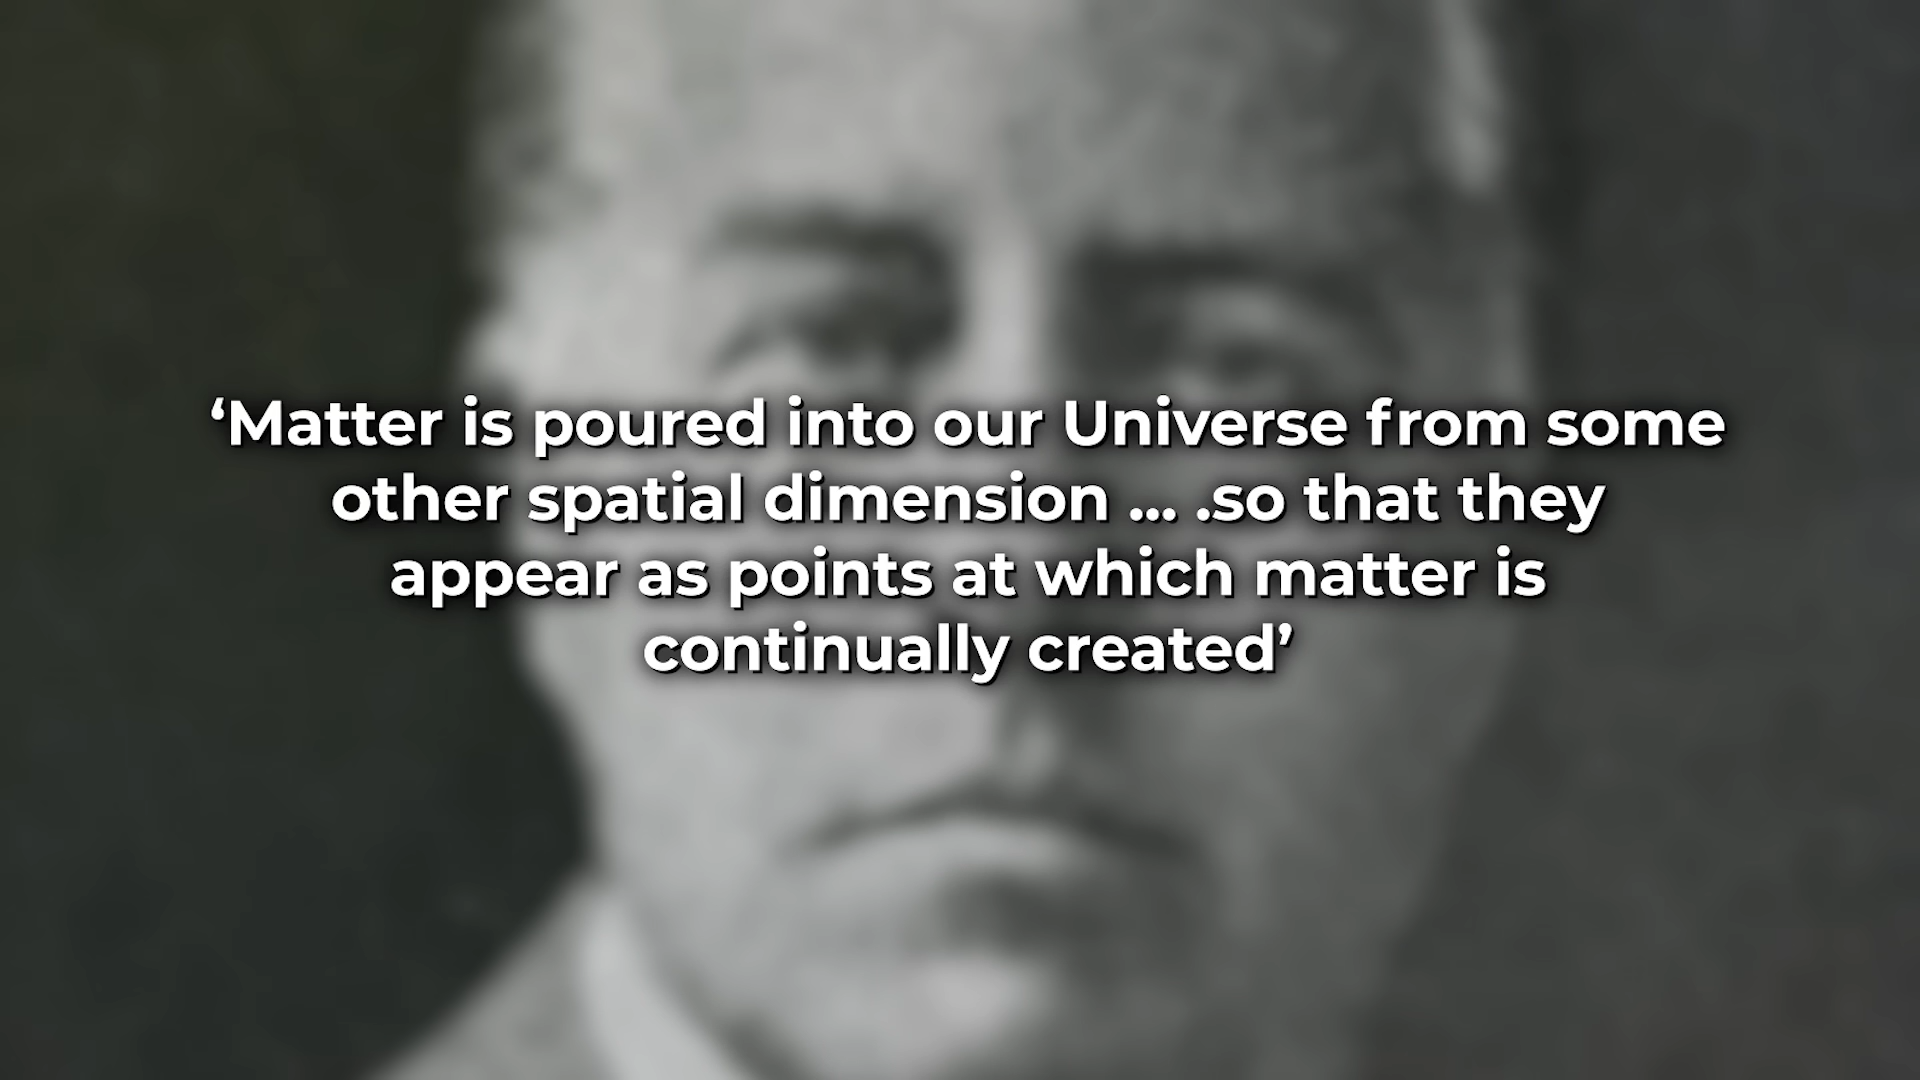 ‘Matter is poured into our Universe from some
other spatial dimension ... .so that they
appear as points at which matter is
continually created’